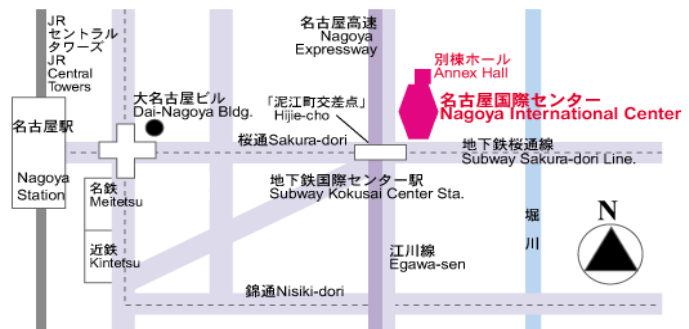 JR
セントラル
タワーズ
JR
Central
Towers
名古屋高速
Nagoya
Expressway
別棟ホール
Annex Hall
大名古屋ビル
Dai-Nagoya Bldg.
「泥江町交差点」
Hijie-cho
名古屋国際センター
Nagoya International Center
名古屋駅
桜通Sakura-dori
地下鉄桜通線
Subway Sakura-dori Line.
Nagoya
Station
名鉄
Meitetsu
地下鉄国際センター駅
Subway Kokusai Center Sta.
堀
川
N
近鉄
Kintetsu
江川線
Egawa-sen
錦通Nisiki-dori